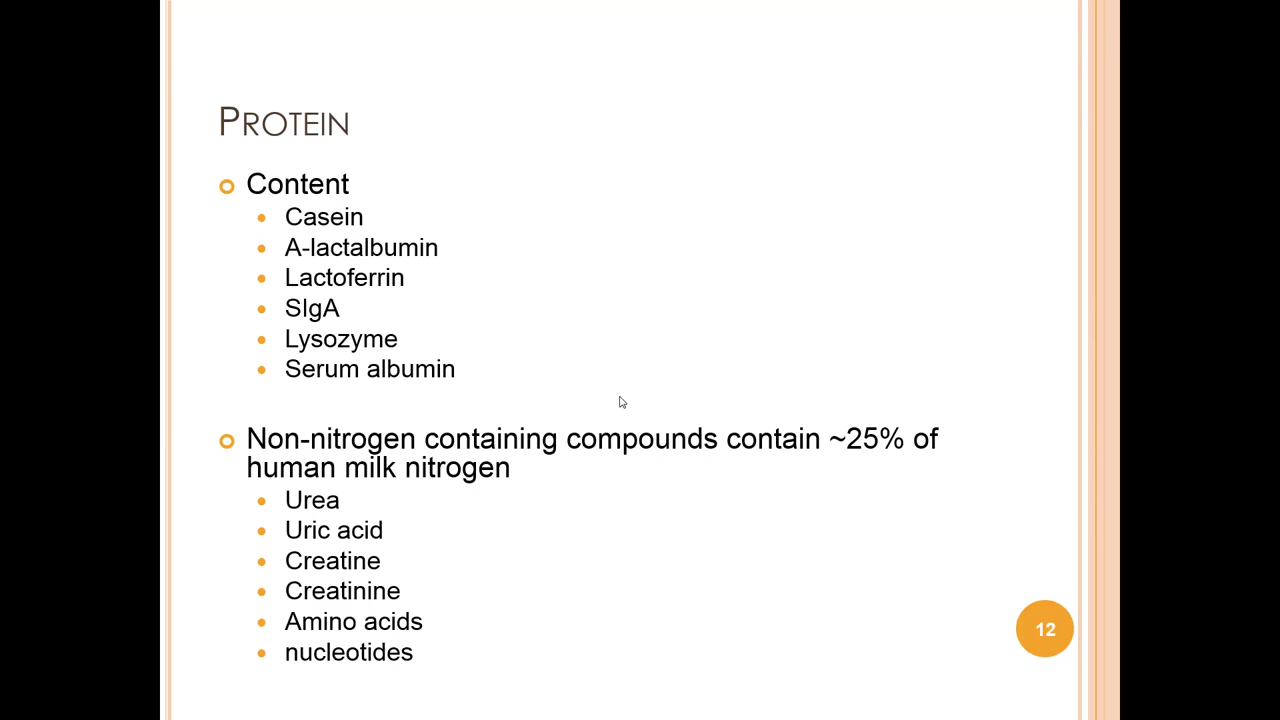 PROTEIN
Content
Casein
A-lactalbumin
Lactoferrin
SIgA
Lysozyme
Serum albumin
Non-nitrogen containing compounds contain ~25% of
human milk nitrogen
Urea
Uric acid
Creatine
Creatinine
Amino acids
nucleotides
12